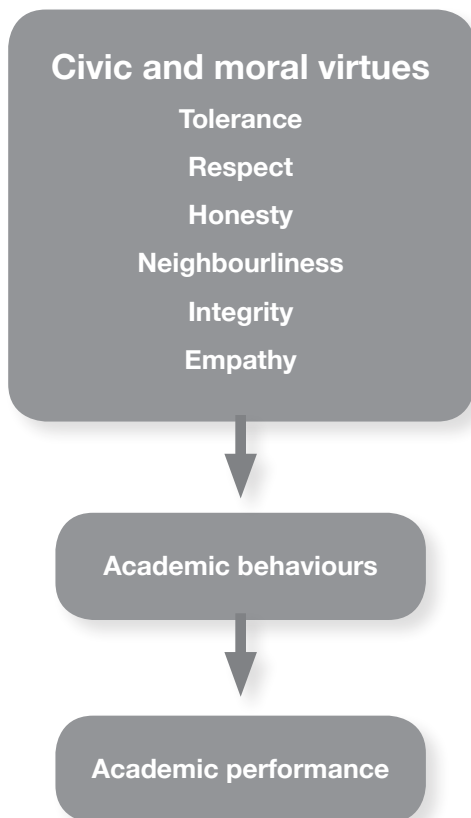 Civic and moral virtues
Tolerance
Respect
Honesty
Neighbourliness
Integrity
Empathy
Academic behaviours
Academic performance